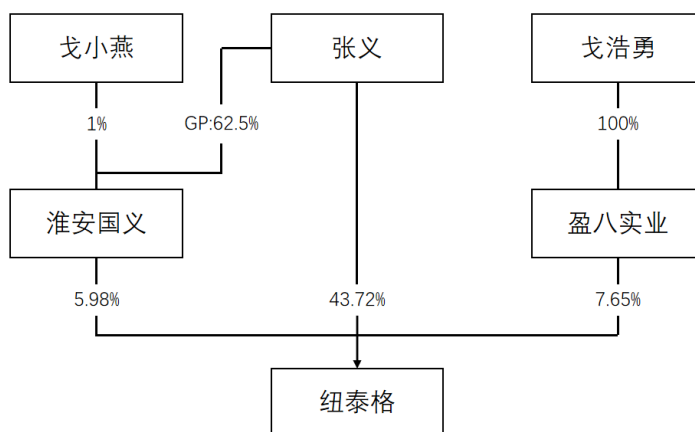 戈小燕
张义
戈浩勇
1%
GP:62.5%
100%
淮安国义
盈八实业
5.98%
43.72%
7.65%
纽泰格